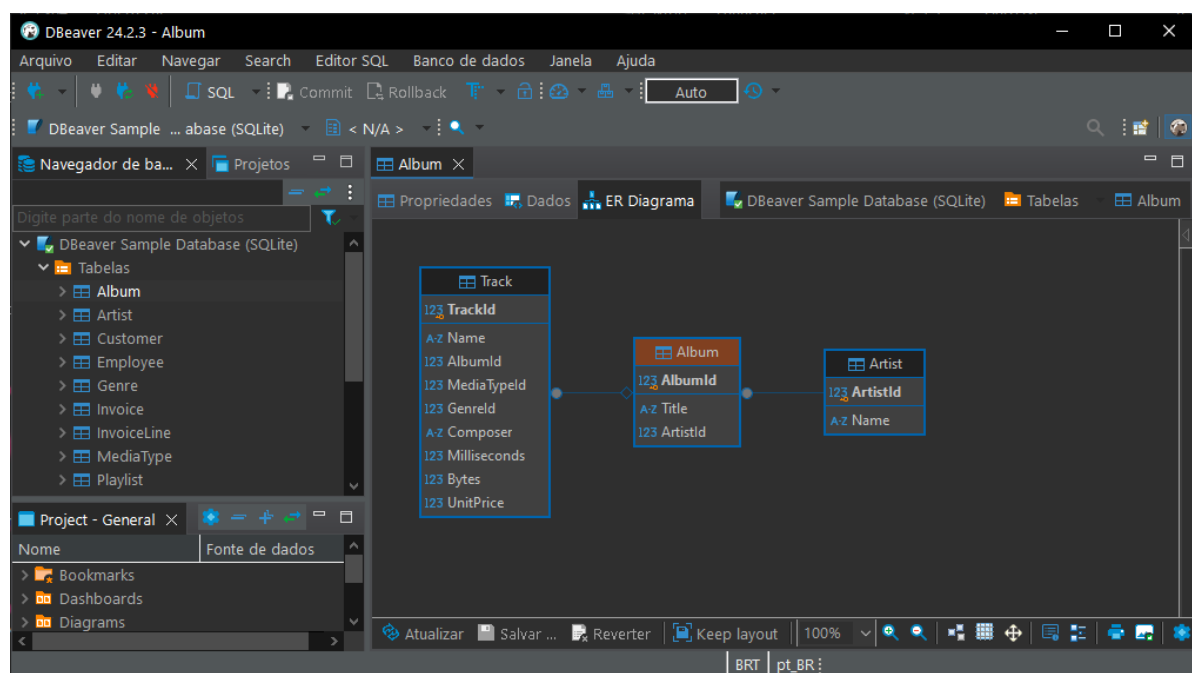 DBeaver 24.2.3 - Album
Arquivo Editar Navegar Search Editor SQL Banco de dados Janela Ajuda
SQL Commit Rollback Auto
DBeaver Sample ... abase (SQLite) < N/A >
Navegador de ba... Projetos
Digite parte do nome de objetos
DBeaver Sample Database (SQLite)
Tabelas
Album
Artist
Customer
Employee
Genre
Invoice
InvoiceLine
MediaType
Playlist
Project - General
Nome Fonte de dados
Bookmarks
Dashboards
Diagrams
Album
Propriedades Dados ER Diagrama DBeaver Sample Database (SQLite) Tabelas Album
Track
123 TrackId
A-Z Name
123 AlbumId
123 MediaTypeId
123 GenreId
A-Z Composer
123 Milliseconds
123 Bytes
123 UnitPrice
Album
123 AlbumId
A-Z Title
123 ArtistId
Artist
123 ArtistId
A-Z Name
Atualizar Salvar ... Reverter Keep layout 100%
BRT pt_BR